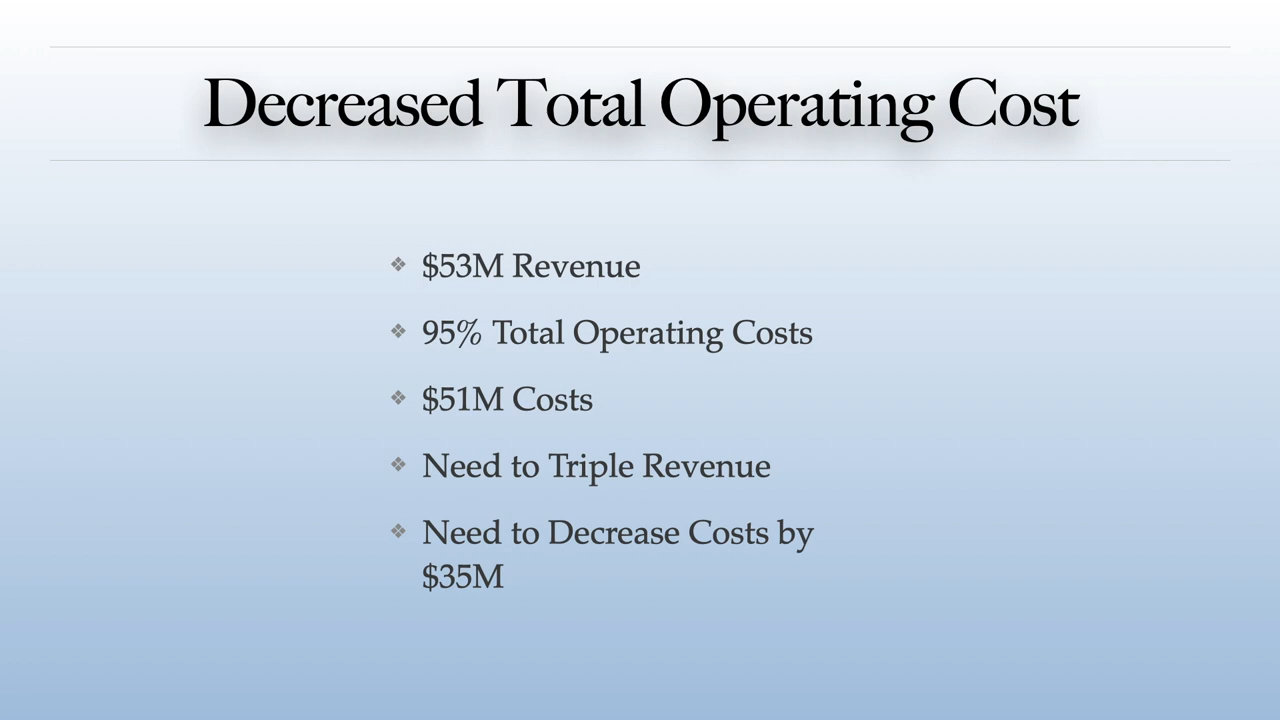 Decreased Total Operating Cost
❖ $53M Revenue
❖ 95% Total Operating Costs
❖ $51M Costs
❖ Need to Triple Revenue
❖ Need to Decrease Costs by
$35M